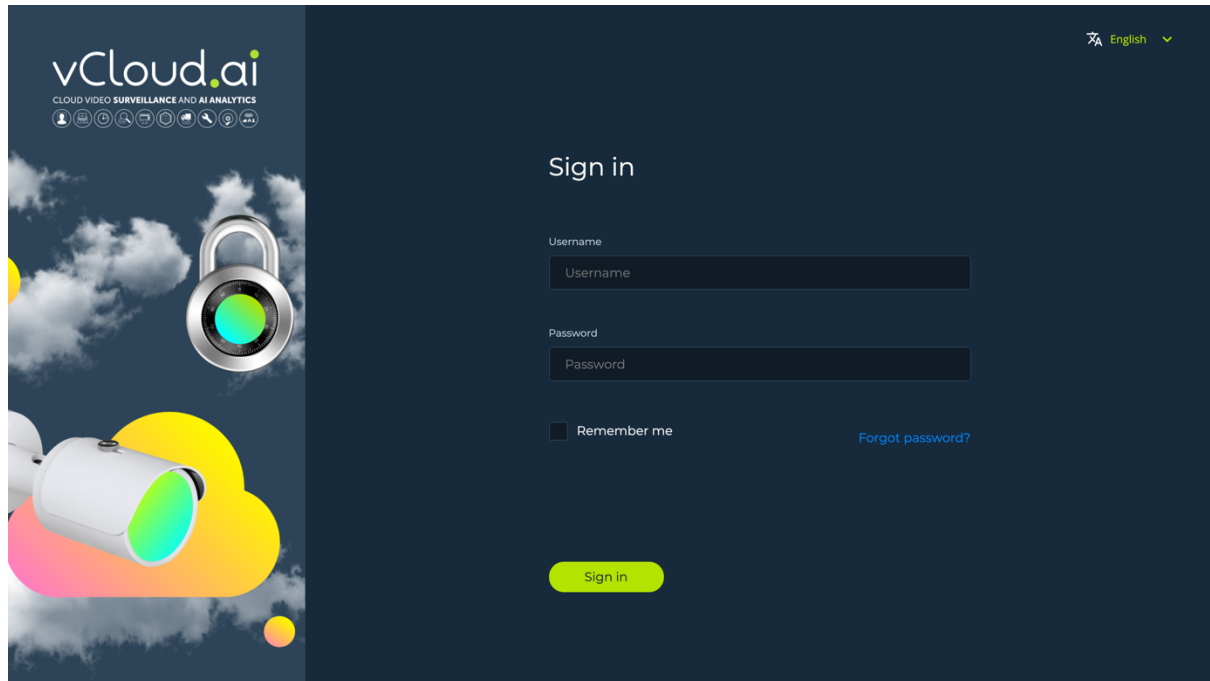 vCloud.ai
CLOUD VIDEO SURVEILLANCE AND AI ANALYTICS
English
Sign in
Username
Username
Password
Password
Remember me
Forgot password?
Sign in